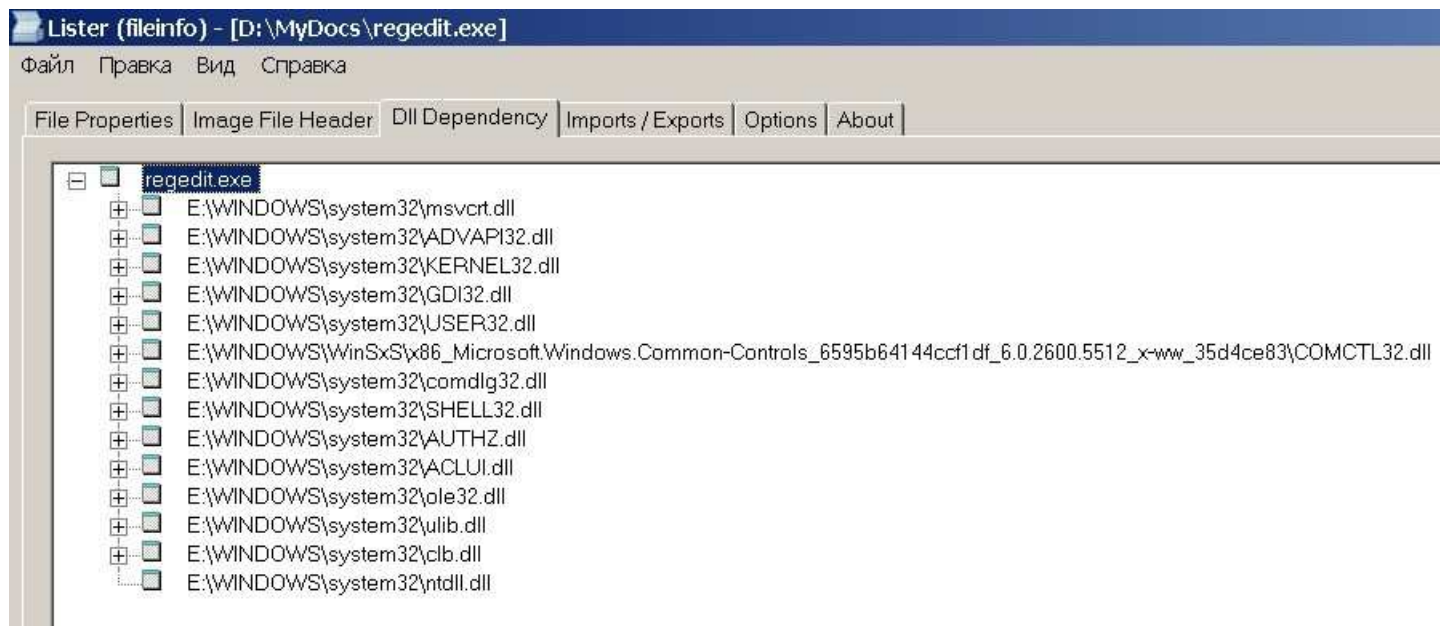 Lister (fileinfo) - [D:\MyDocs\regedit.exe]
Файл Правка Вид Справка
File Properties Image File Header Dll Dependency Imports / Exports Options About
regedit.exe
E:\WINDOWS\system32\msvcrt.dll
E:\WINDOWS\system32\ADVAPI32.dll
E:\WINDOWS\system32\KERNEL32.dll
E:\WINDOWS\system32\GDI32.dll
E:\WINDOWS\system32\USER32.dll
E:\WINDOWS\WinSxS\x86_Microsoft.Windows.Common-Controls_6595b64144ccf1df_6.0.2600.5512_x-ww_35d4ce83\COMCTL32.dll
E:\WINDOWS\system32\comdlg32.dll
E:\WINDOWS\system32\SHELL32.dll
E:\WINDOWS\system32\AUTHZ.dll
E:\WINDOWS\system32\ACLUI.dll
E:\WINDOWS\system32\ole32.dll
E:\WINDOWS\system32\ulib.dll
E:\WINDOWS\system32\clb.dll
E:\WINDOWS\system32\ntdll.dll